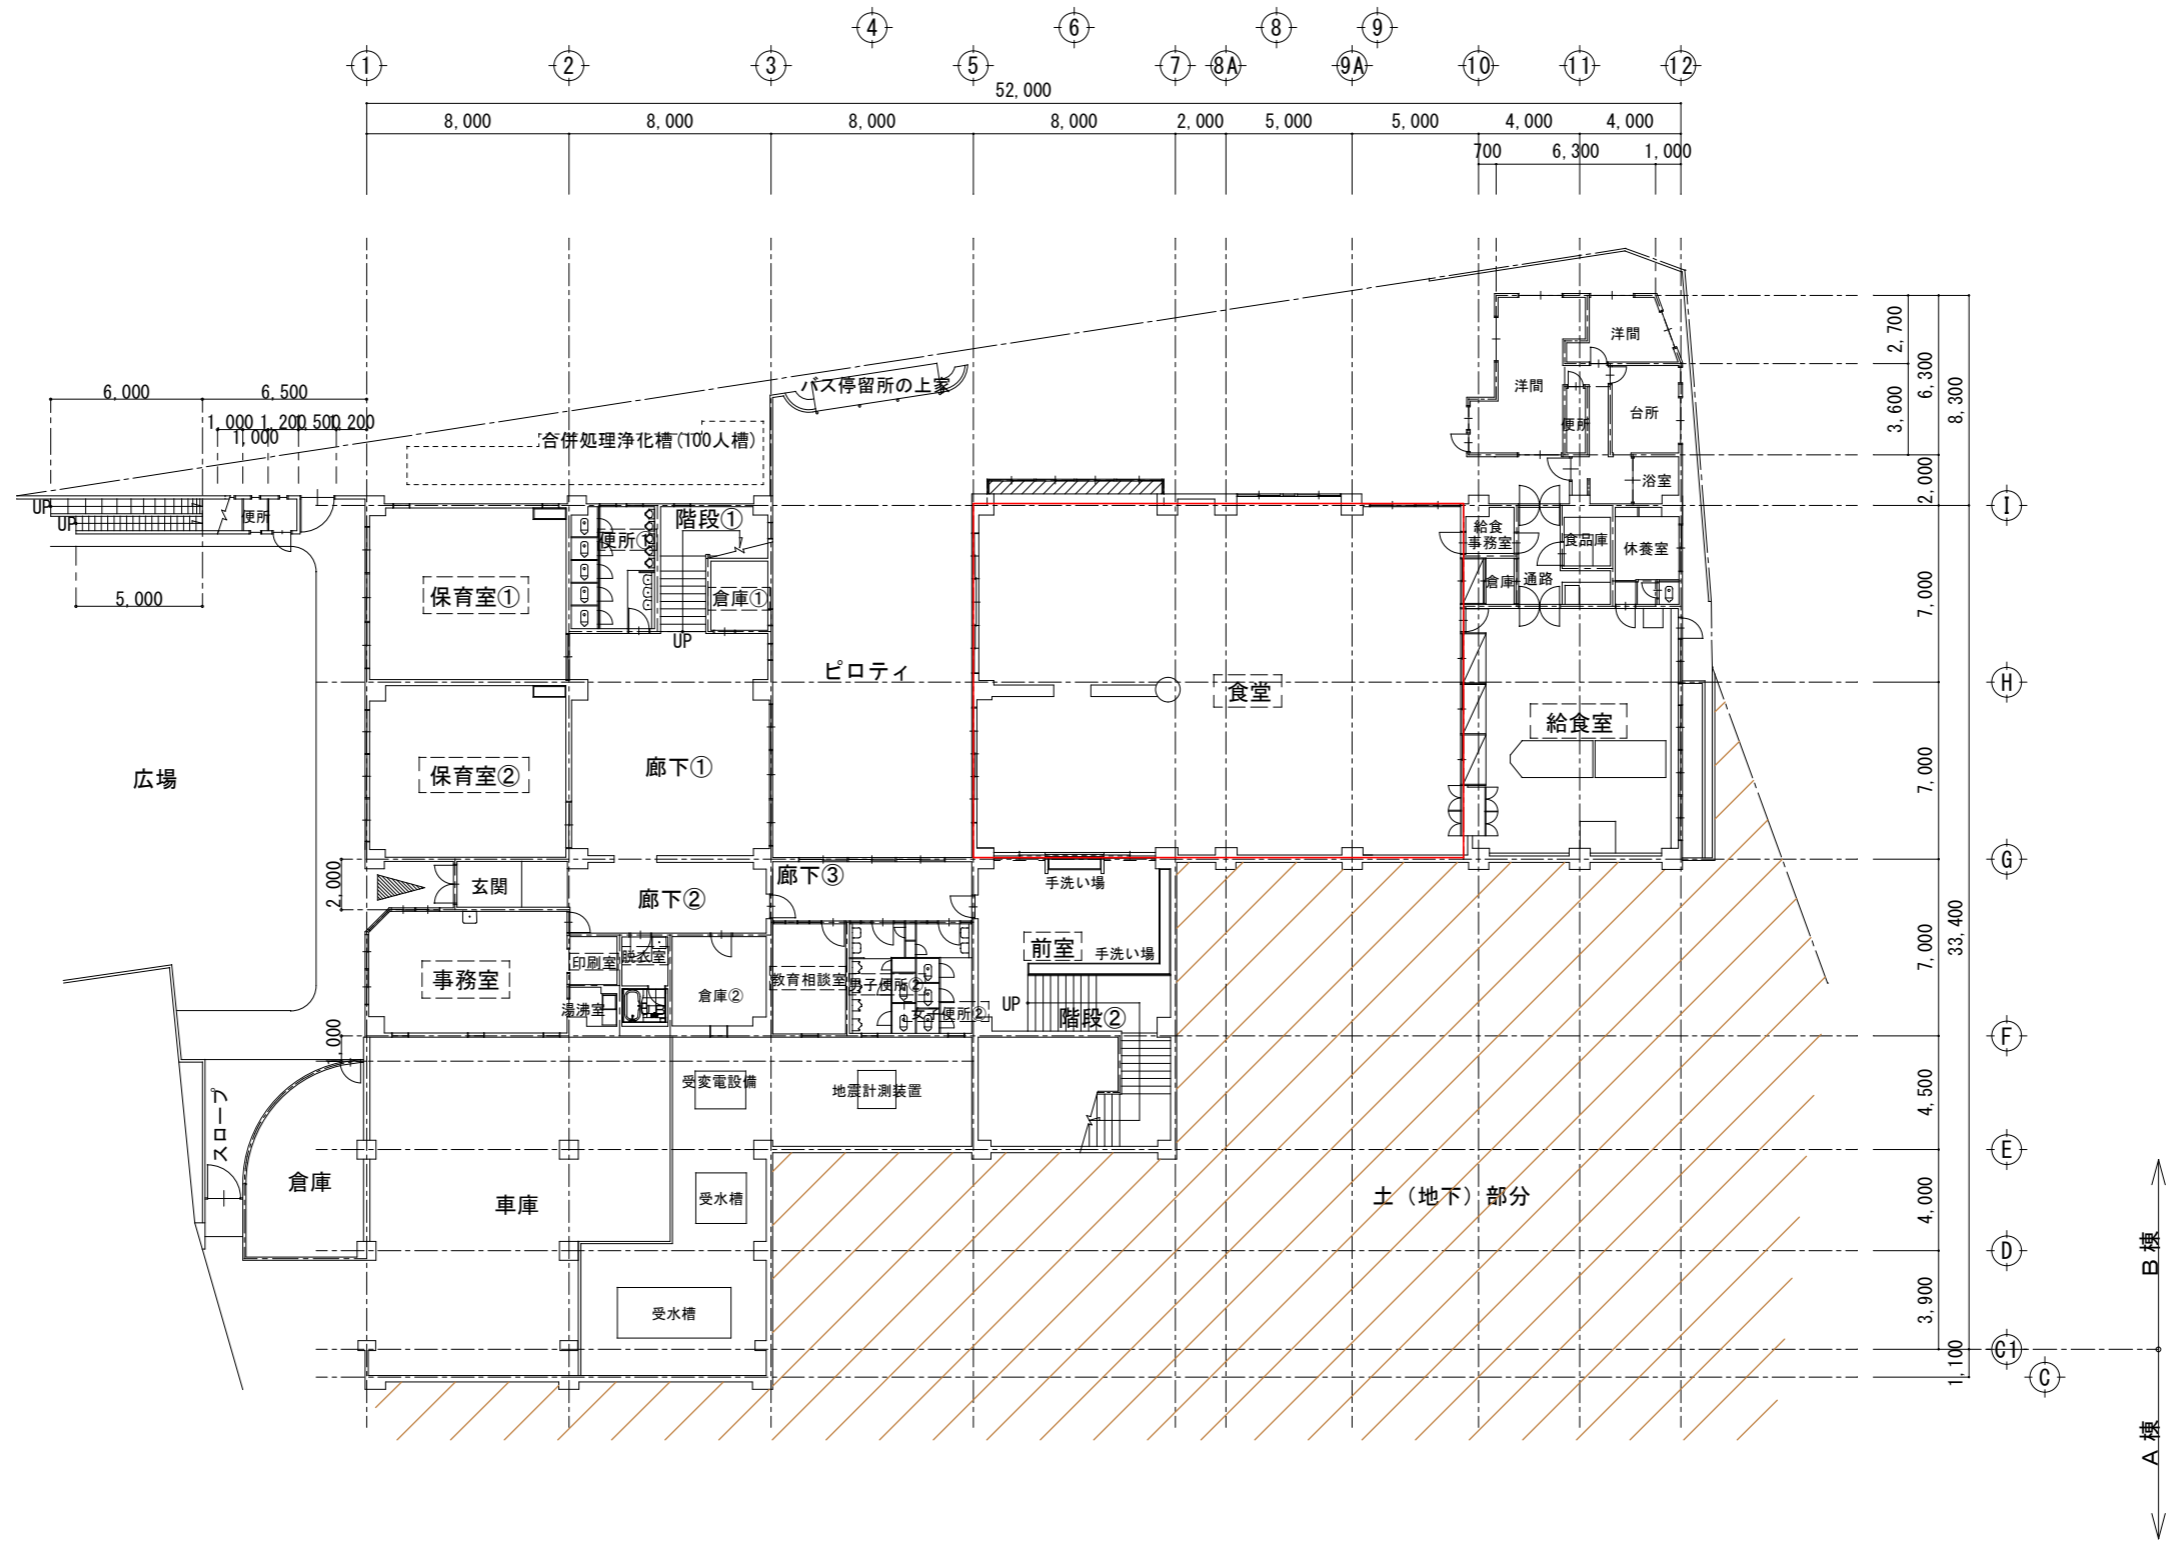 4
6
8
9
1
2
3
5
7
8A
9A
10
11
12
52,000
8,000
8,000
8,000
8,000
2,000
5,000
5,000
4,000
4,000
700
6,300
1,000
6,000
6,500
1,000
1,000
1,200
1,500
1,200
5,000
UP
UP
便所
合併処理浄化槽(100人槽)
バス停留所の上家
洋間
洋間
台所
便所
浴室
2,700
3,600
6,300
8,300
2,000
I
保育室①
便所①
階段①
倉庫①
UP
給食
事務室
食品庫
休養室
倉庫
通路
7,000
ピロティ
食堂
給食室
H
広場
保育室②
廊下①
7,000
G
2,000
玄関
廊下②
廊下③
手洗い場
前室
手洗い場
事務室
印刷室
脱衣室
湯沸室
倉庫②
教育相談室
男子便所②
女子便所②
UP
階段②
7,000
33,400
F
受変電設備
地震計測装置
4,500
スロープ
倉庫
E
車庫
受水槽
土（地下）部分
4,000
D
B棟
受水槽
3,900
C1
1,100
C
A棟